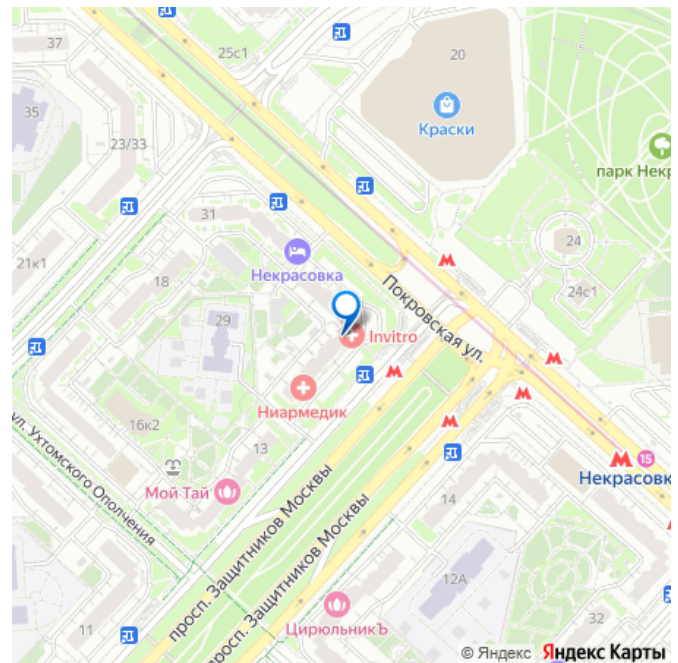 37
25с1
20
35
Краски
23/33
парк Некр
31
24
21к1
Некрасовка
18
24с1
Покровская ул.
29
Invitro
Ниармедик
16к2
13
15
Некрасовк
ул. Ухтомского Ополчения
Мой Тай
14
просп. Защитников Москвы
просп. Защитников Москвы
12А
ЦирюльникЪ
32
11
© Яндекс Яндекс Карты